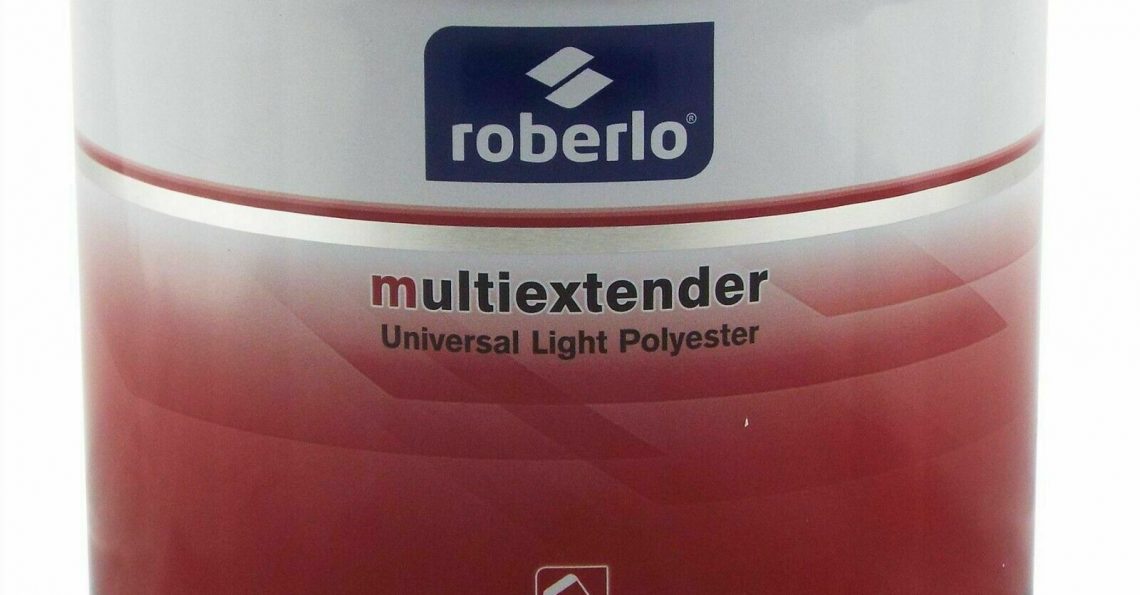 roberlo®
multiextender
Universal Light Polyester